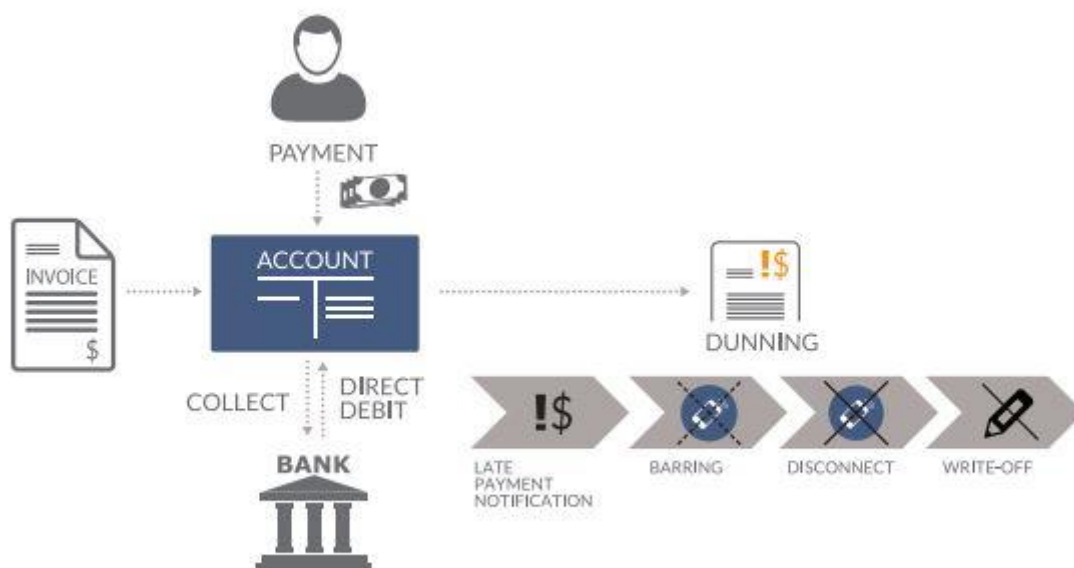 PAYMENT
INVOICE
$
ACCOUNT
!$
DUNNING
COLLECT
DIRECT
DEBIT
BANK
!$
LATE
PAYMENT
NOTIFICATION
BARRING
DISCONNECT
WRITE-OFF